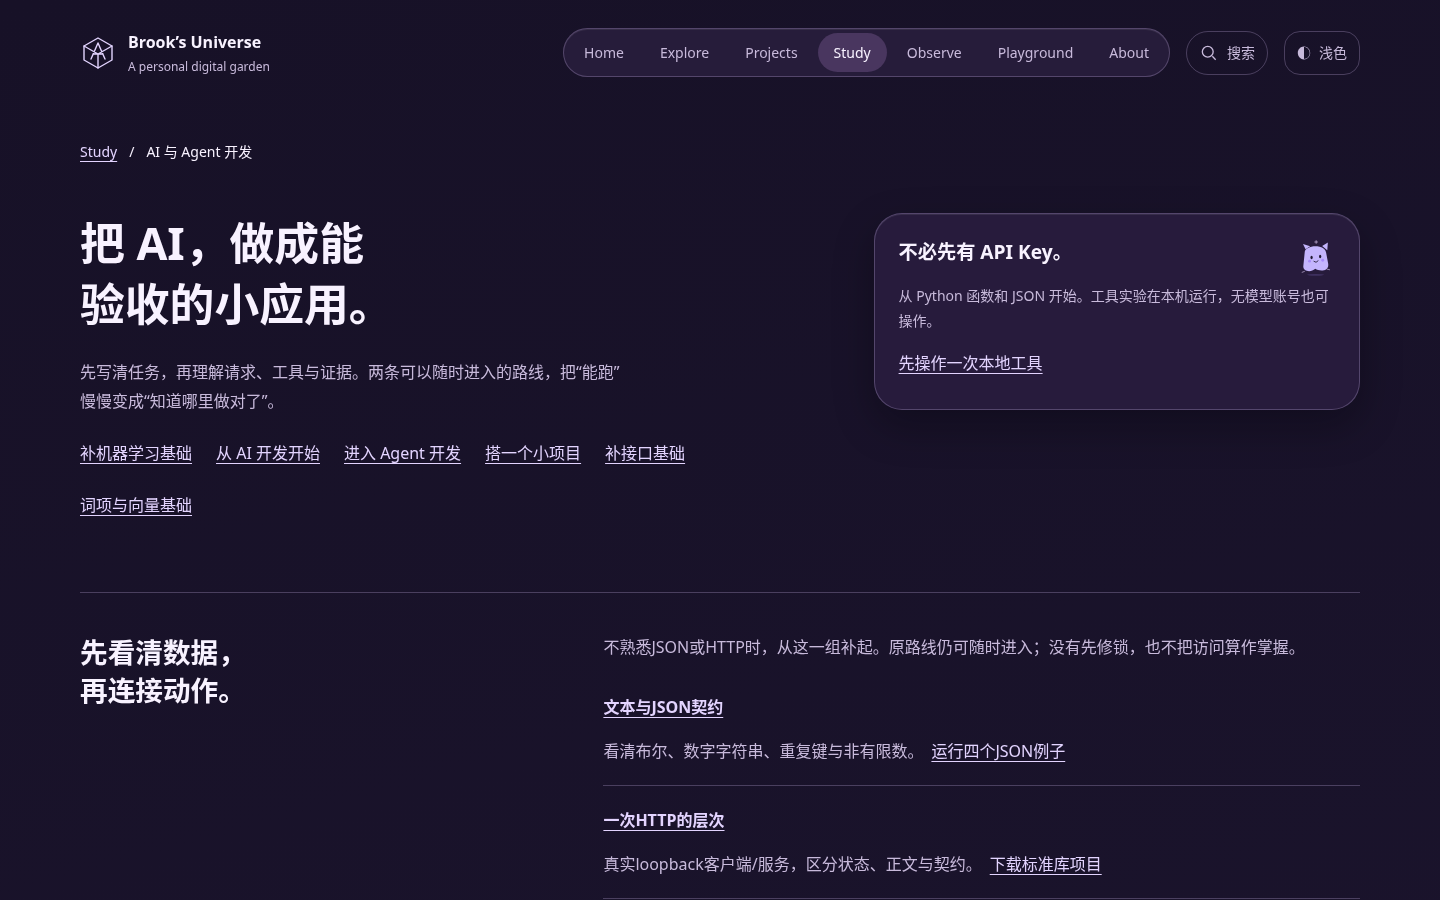 Brook’s Universe
A personal digital garden
Home
Explore
Projects
Study
Observe
Playground
About
搜索
浅色
Study / AI 与 Agent 开发
把 AI，做成能
验收的小应用。
先写清任务，再理解请求、工具与证据。两条可以随时进入的路线，把“能跑”
慢慢变成“知道哪里做对了”。
补机器学习基础
从 AI 开发开始
进入 Agent 开发
搭一个小项目
补接口基础
词项与向量基础
不必先有 API Key。
从 Python 函数和 JSON 开始。工具实验在本机运行，无模型账号也可
操作。
先操作一次本地工具
先看清数据，
再连接动作。
不熟悉JSON或HTTP时，从这一组补起。原路线仍可随时进入；没有先修锁，也不把访问算作掌握。
文本与JSON契约
看清布尔、数字字符串、重复键与非有限数。 运行四个JSON例子
一次HTTP的层次
真实loopback客户端/服务，区分状态、正文与契约。 下载标准库项目